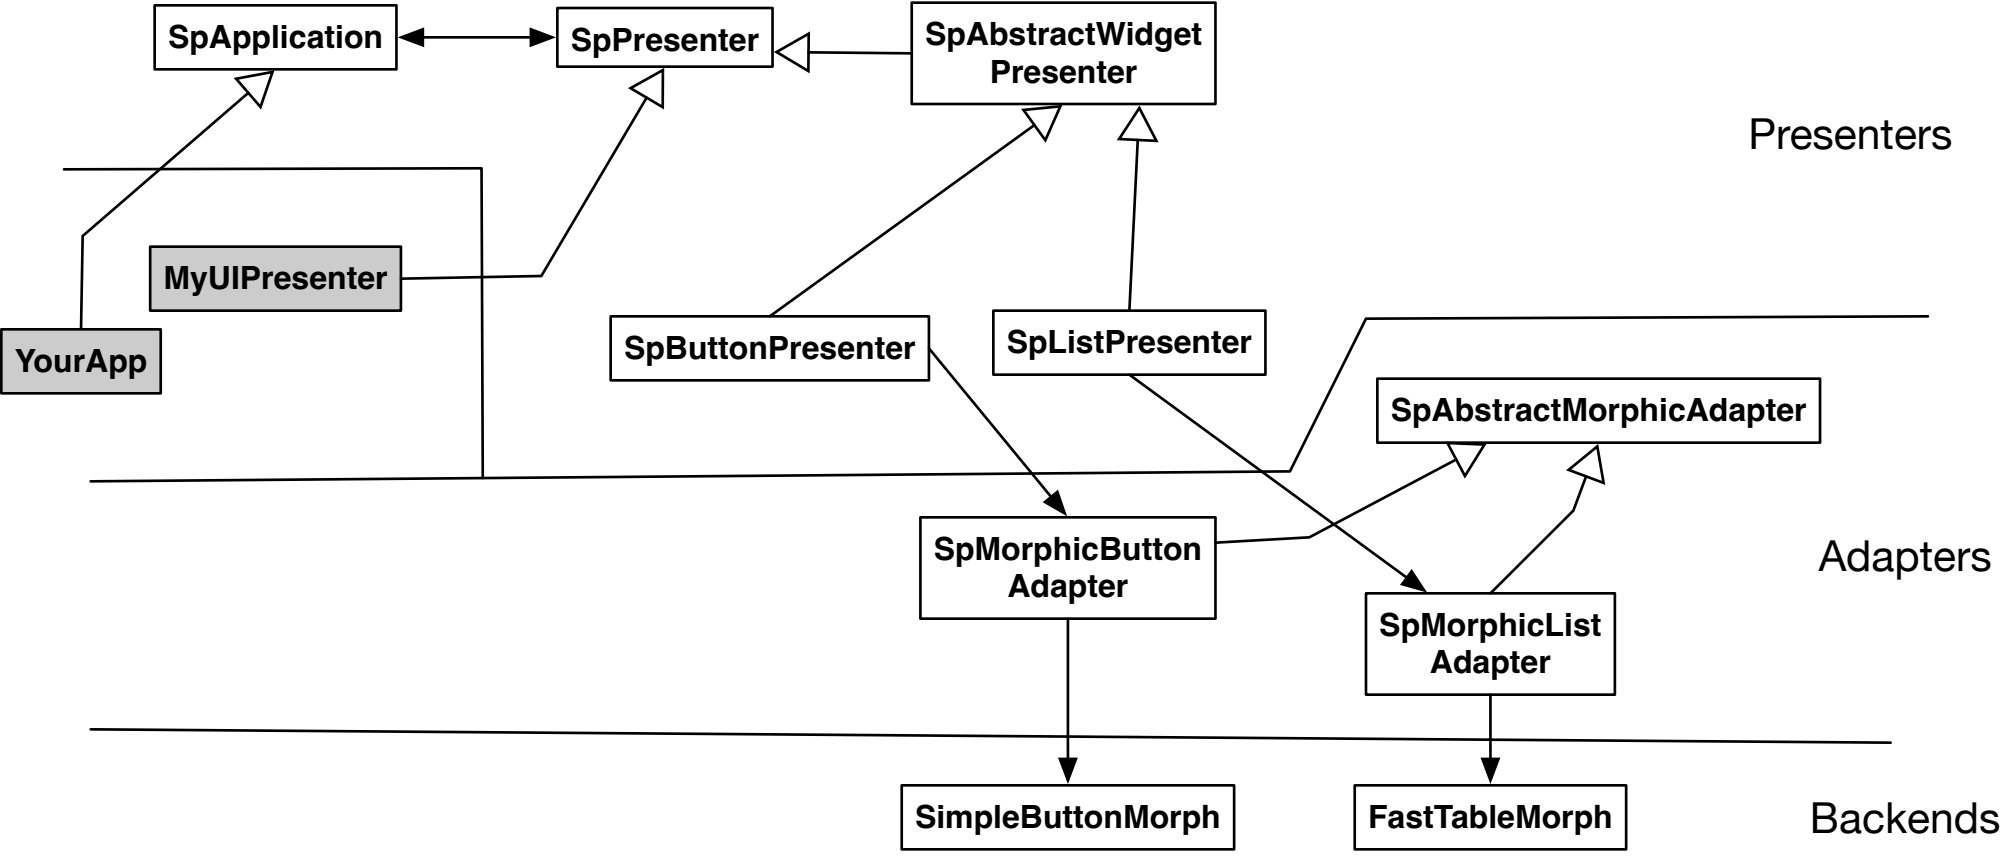 SpApplication
SpPresenter
SpAbstractWidget
Presenter
Presenters
MyUIPresenter
YourApp
SpButtonPresenter
SpListPresenter
SpAbstractMorphicAdapter
SpMorphicButton
Adapter
Adapters
SpMorphicList
Adapter
SimpleButtonMorph
FastTableMorph
Backends